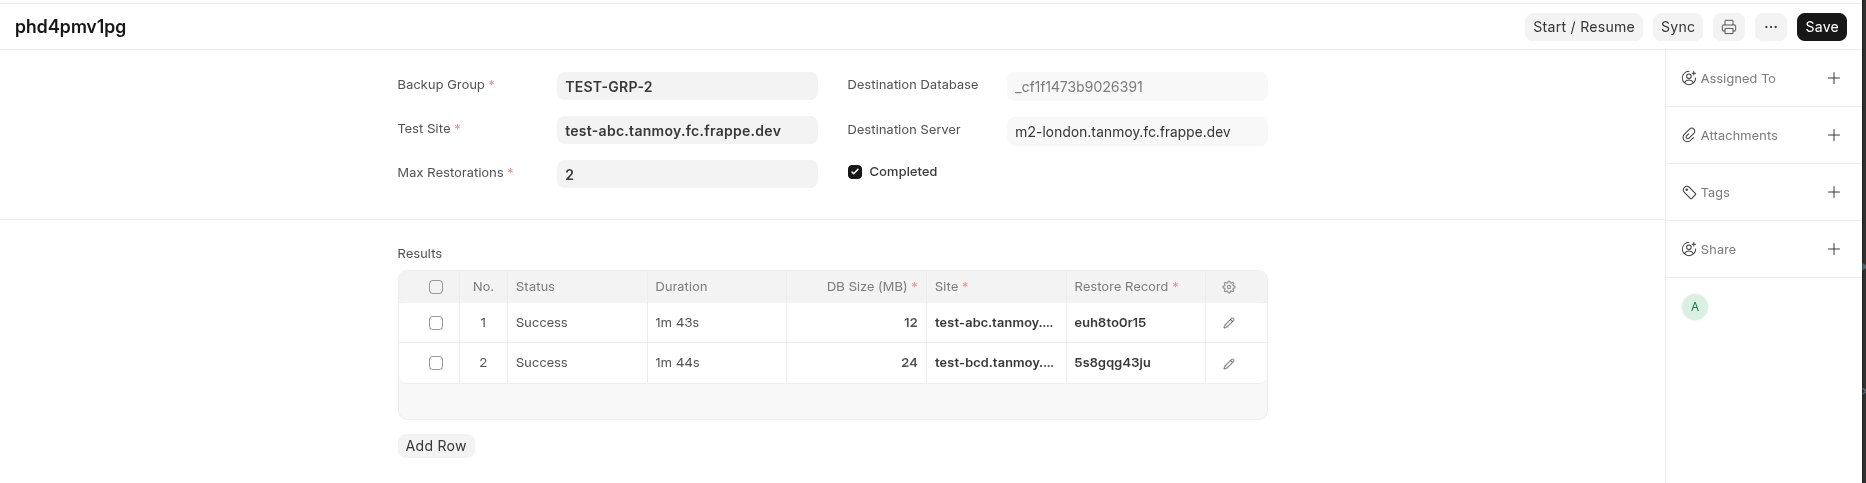 phd4pmv1pg
Start / Resume
Sync
Save
Backup Group *
TEST-GRP-2
Destination Database
_cf1f1473b9026391
Test Site *
test-abc.tanmoy.fc.frappe.dev
Destination Server
m2-london.tanmoy.fc.frappe.dev
Max Restorations *
2
Completed
Assigned To
Attachments
Tags
Share
A
Results
No. Status Duration DB Size (MB) * Site * Restore Record *
1 Success 1m 43s 12 test-abc.tanmoy.... euh8to0r15
2 Success 1m 44s 24 test-bcd.tanmoy.... 5s8gqg43ju
Add Row